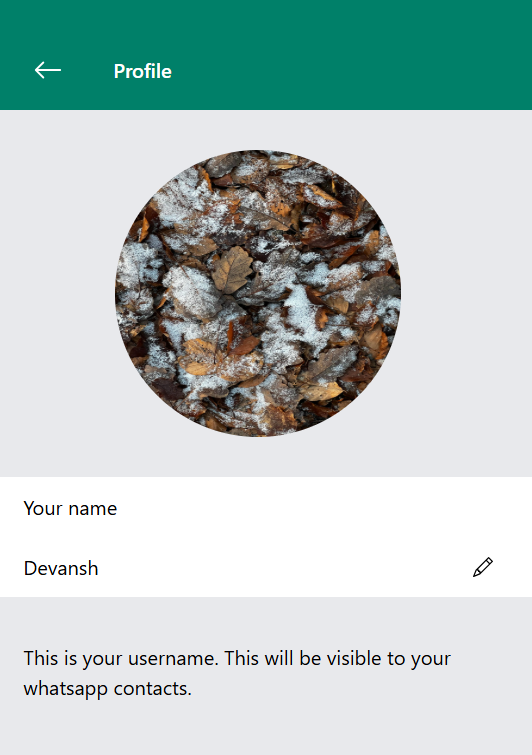 Profile
Your name
Devansh
This is your username. This will be visible to your
whatsapp contacts.